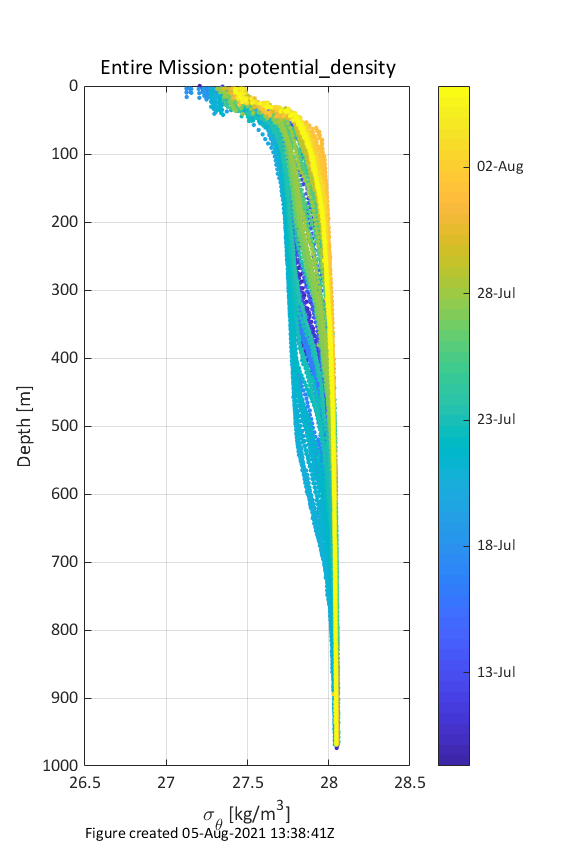 Entire Mission: potential_density
0
100
200
300
400
500
600
700
800
900
1000
Depth [m]
26.5 27 27.5 28 28.5
σθ [kg/m³]
02-Aug
28-Jul
23-Jul
18-Jul
13-Jul
Figure created 05-Aug-2021 13:38:41Z